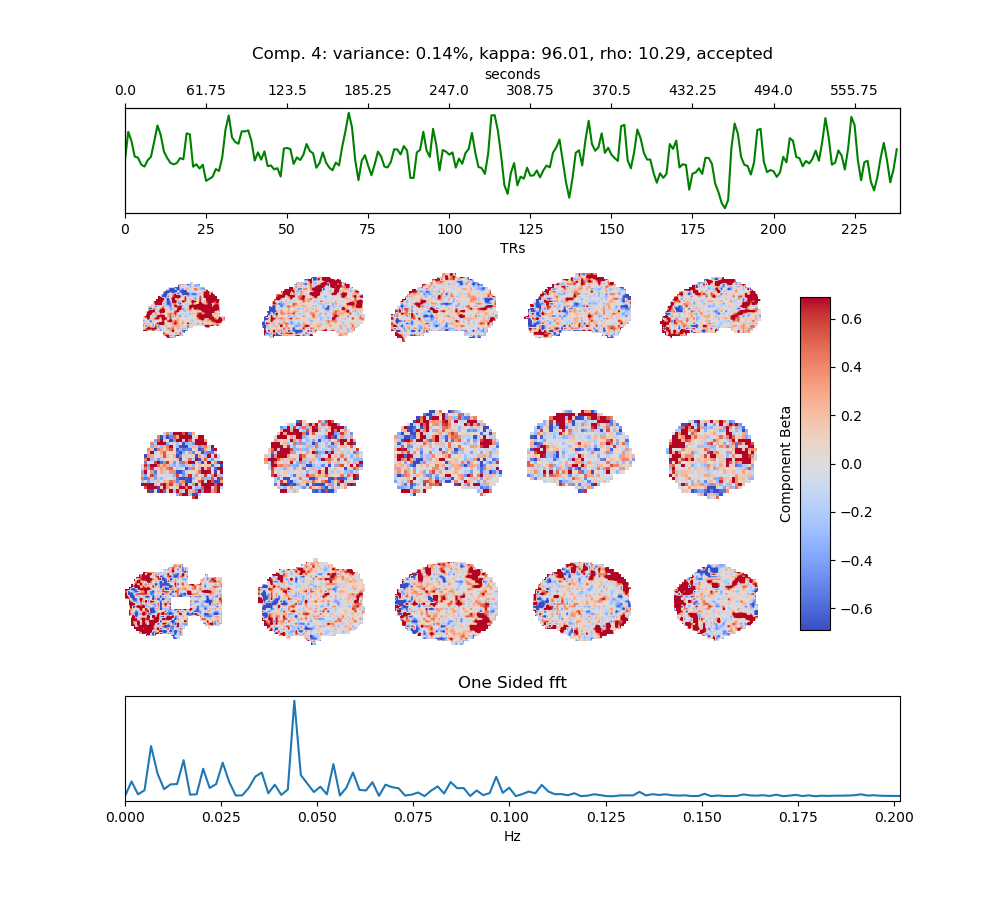 Comp. 4: variance: 0.14%, kappa: 96.01, rho: 10.29, accepted
seconds
0.0 61.75 123.5 185.25 247.0 308.75 370.5 432.25 494.0 555.75
0 25 50 75 100 125 150 175 200 225
TRs
0.6
0.4
0.2
0.0
−0.2
−0.4
−0.6
Component Beta
One Sided fft
0.000 0.025 0.050 0.075 0.100 0.125 0.150 0.175 0.200
Hz